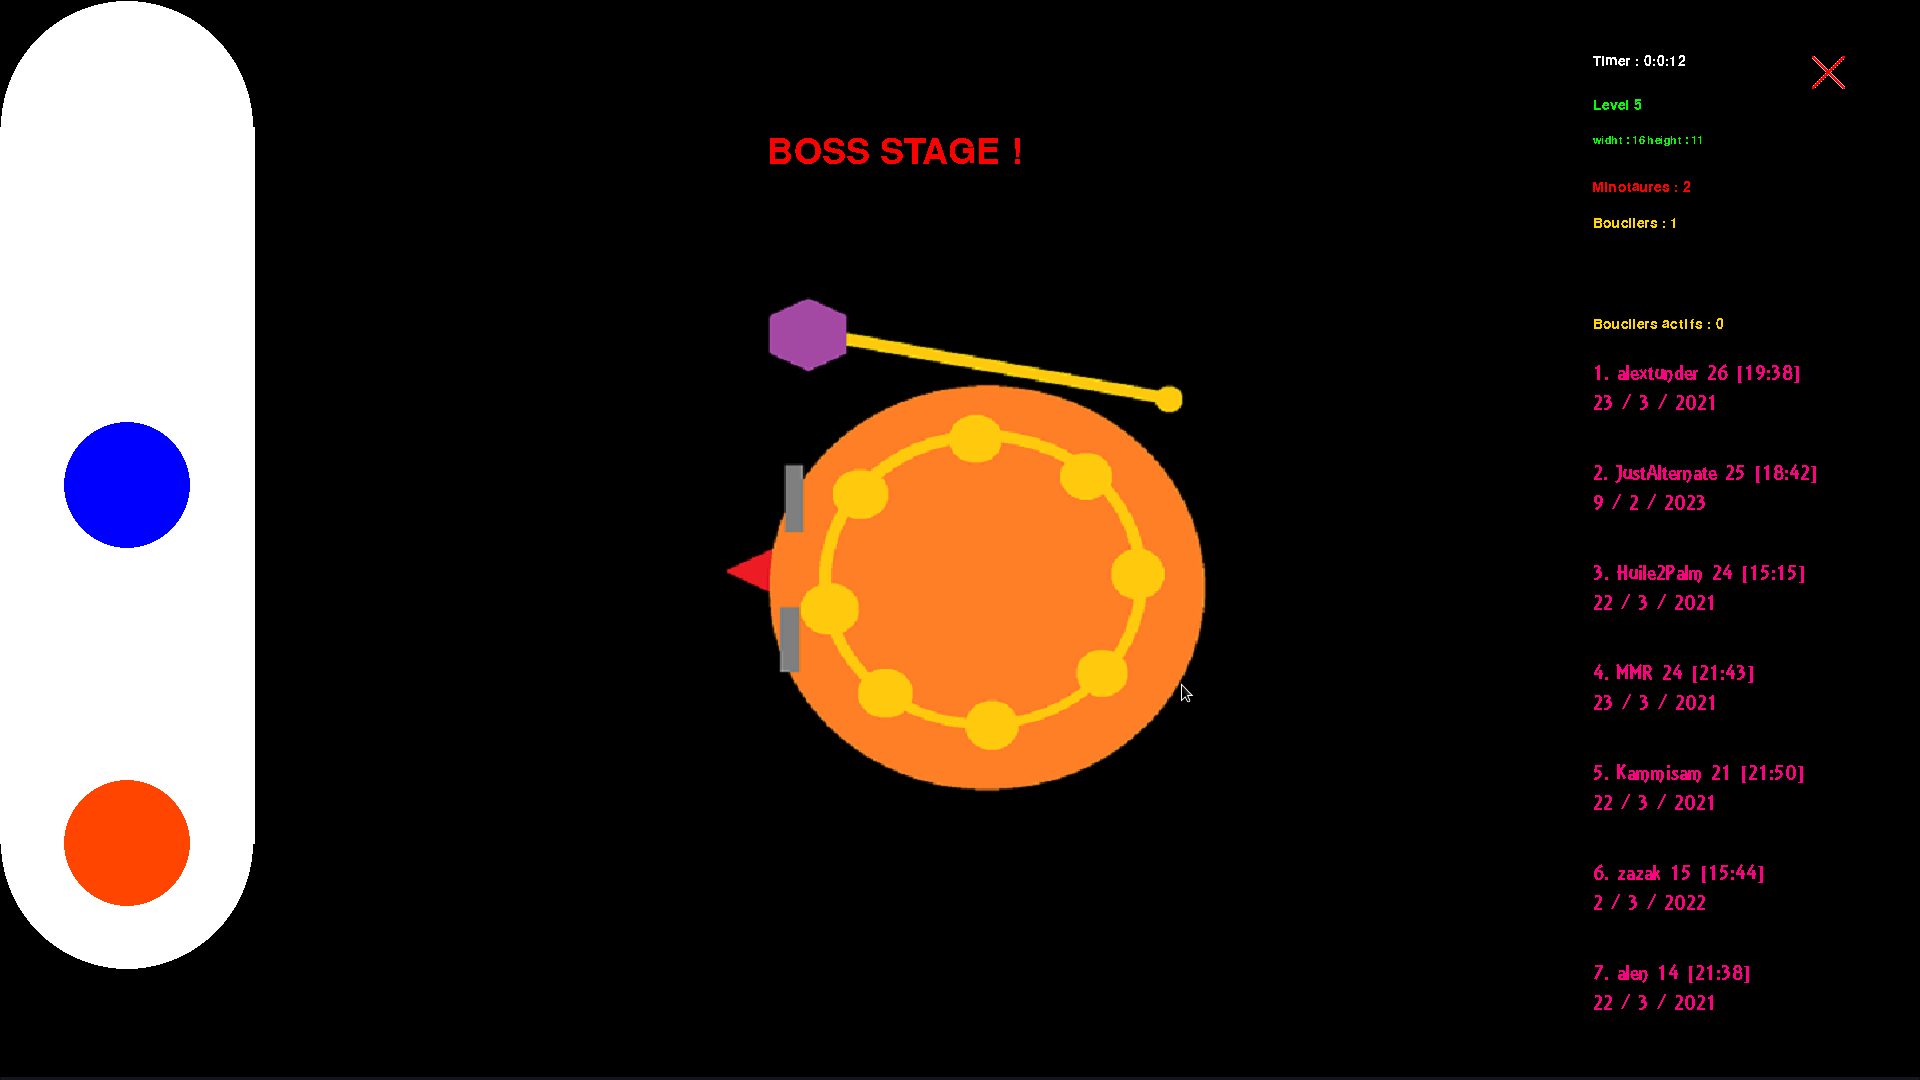 Timer : 0:0:12
Level 5
BOSS STAGE !
widht : 16 height : 11
Minotaures : 2
Boucliers : 1
Boucliers actifs : 0
1. alextunder 26 [19:38]
23 / 3 / 2021
2. JustAlternate 25 [18:42]
9 / 2 / 2023
3. Huile2Palm 24 [15:15]
22 / 3 / 2021
4. MMR 24 [21:43]
23 / 3 / 2021
5. Kammisam 21 [21:50]
22 / 3 / 2021
6. zazak 15 [15:44]
2 / 3 / 2022
7. alen 14 [21:38]
22 / 3 / 2021